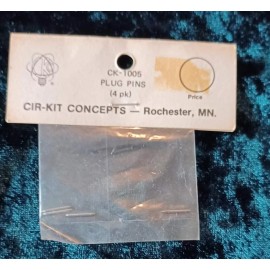 CK-1005
PLUG PINS
(4 pk)
Price
CIR-KIT CONCEPTS — Rochester, MN.